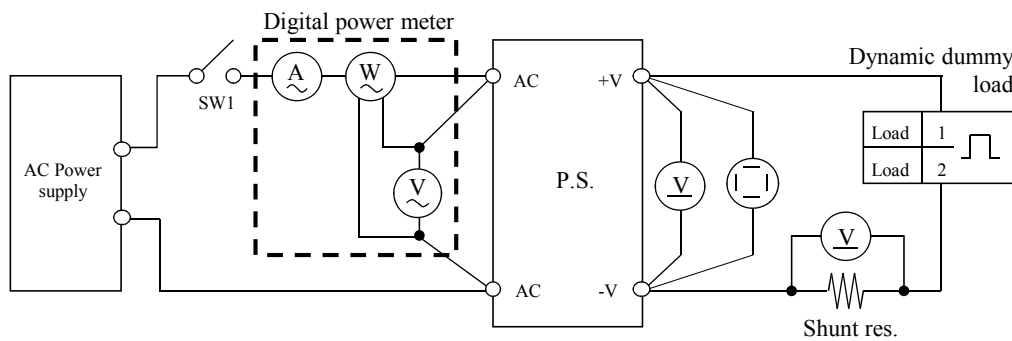 Digital power meter
Dynamic dummy
load
A
W
AC
+V
SW1
Load 1
Load 2
AC Power
supply
V
P.S.
V
V
AC
-V
Shunt res.